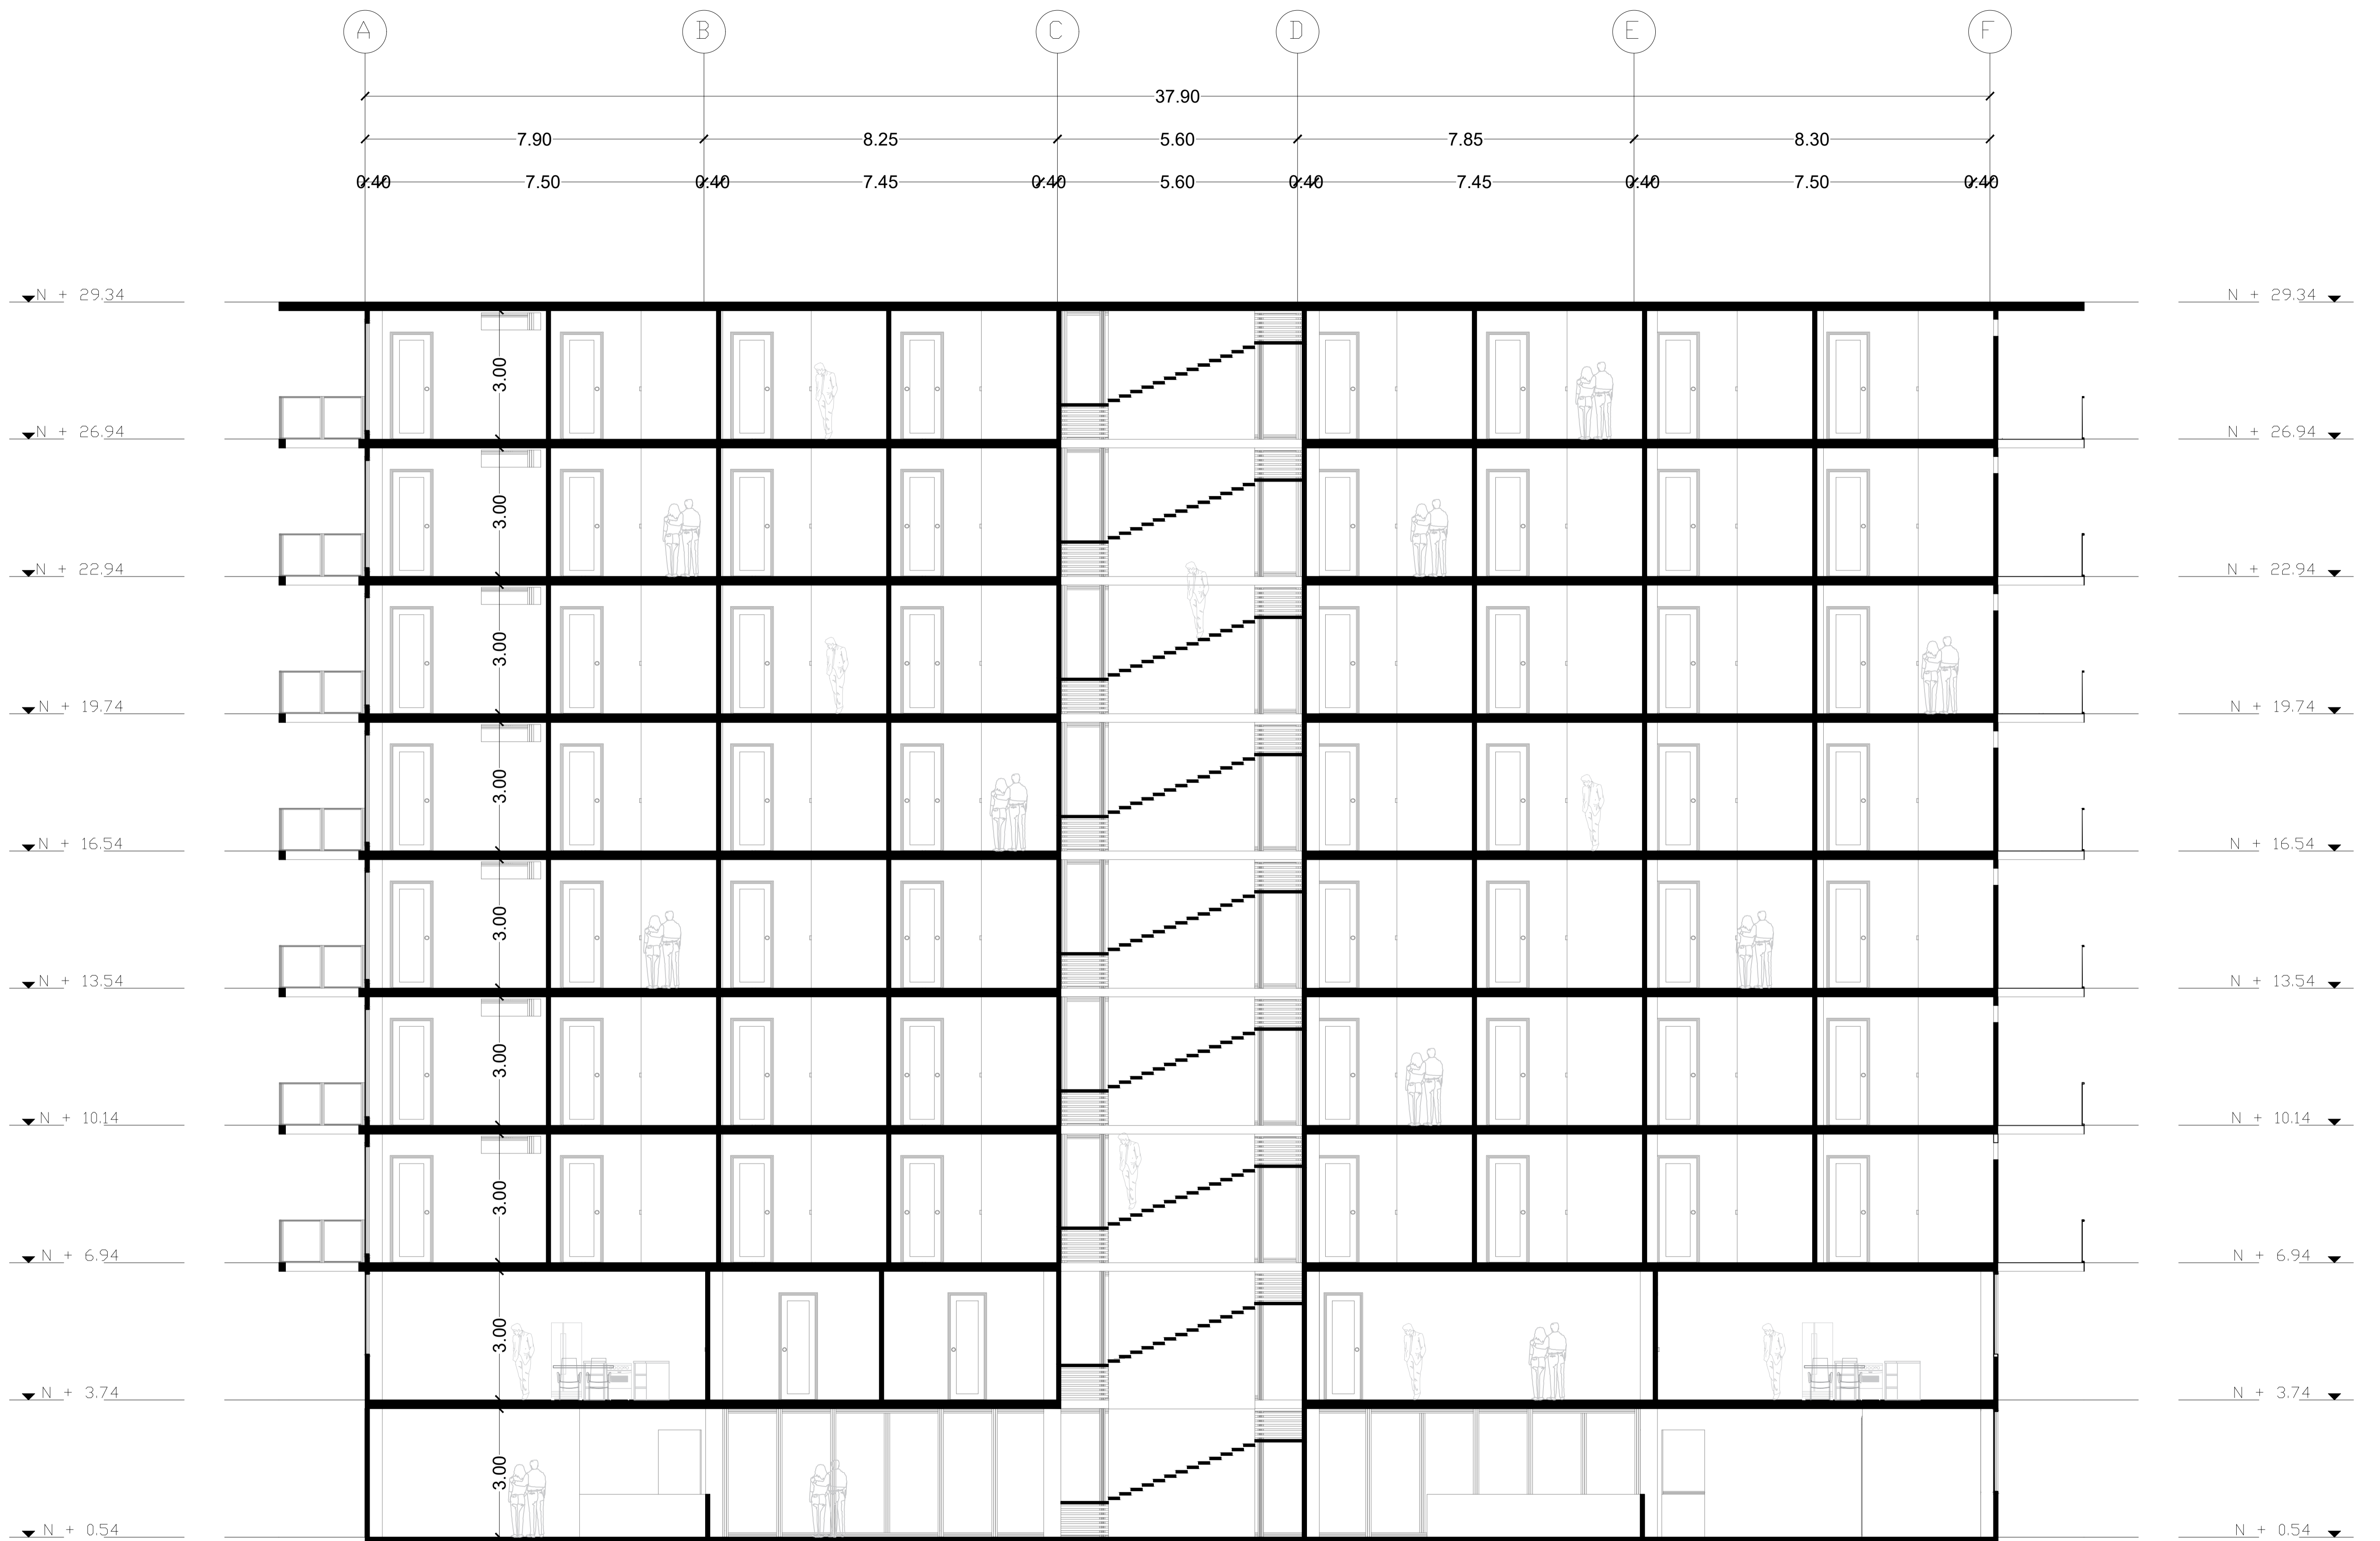 A B C D E F
37.90
7.90 8.25 5.60 7.85 8.30
0.40 7.50 0.40 7.45 0.40 5.60 0.40 7.45 0.40 7.50 0.40
N + 29.34 N + 29.34
3.00
N + 26.94 N + 26.94
3.00
N + 22.94 N + 22.94
3.00
N + 19.74 N + 19.74
3.00
N + 16.54 N + 16.54
3.00
N + 13.54 N + 13.54
3.00
N + 10.14 N + 10.14
3.00
N + 6.94 N + 6.94
3.00
N + 3.74 N + 3.74
3.00
N + 0.54 N + 0.54